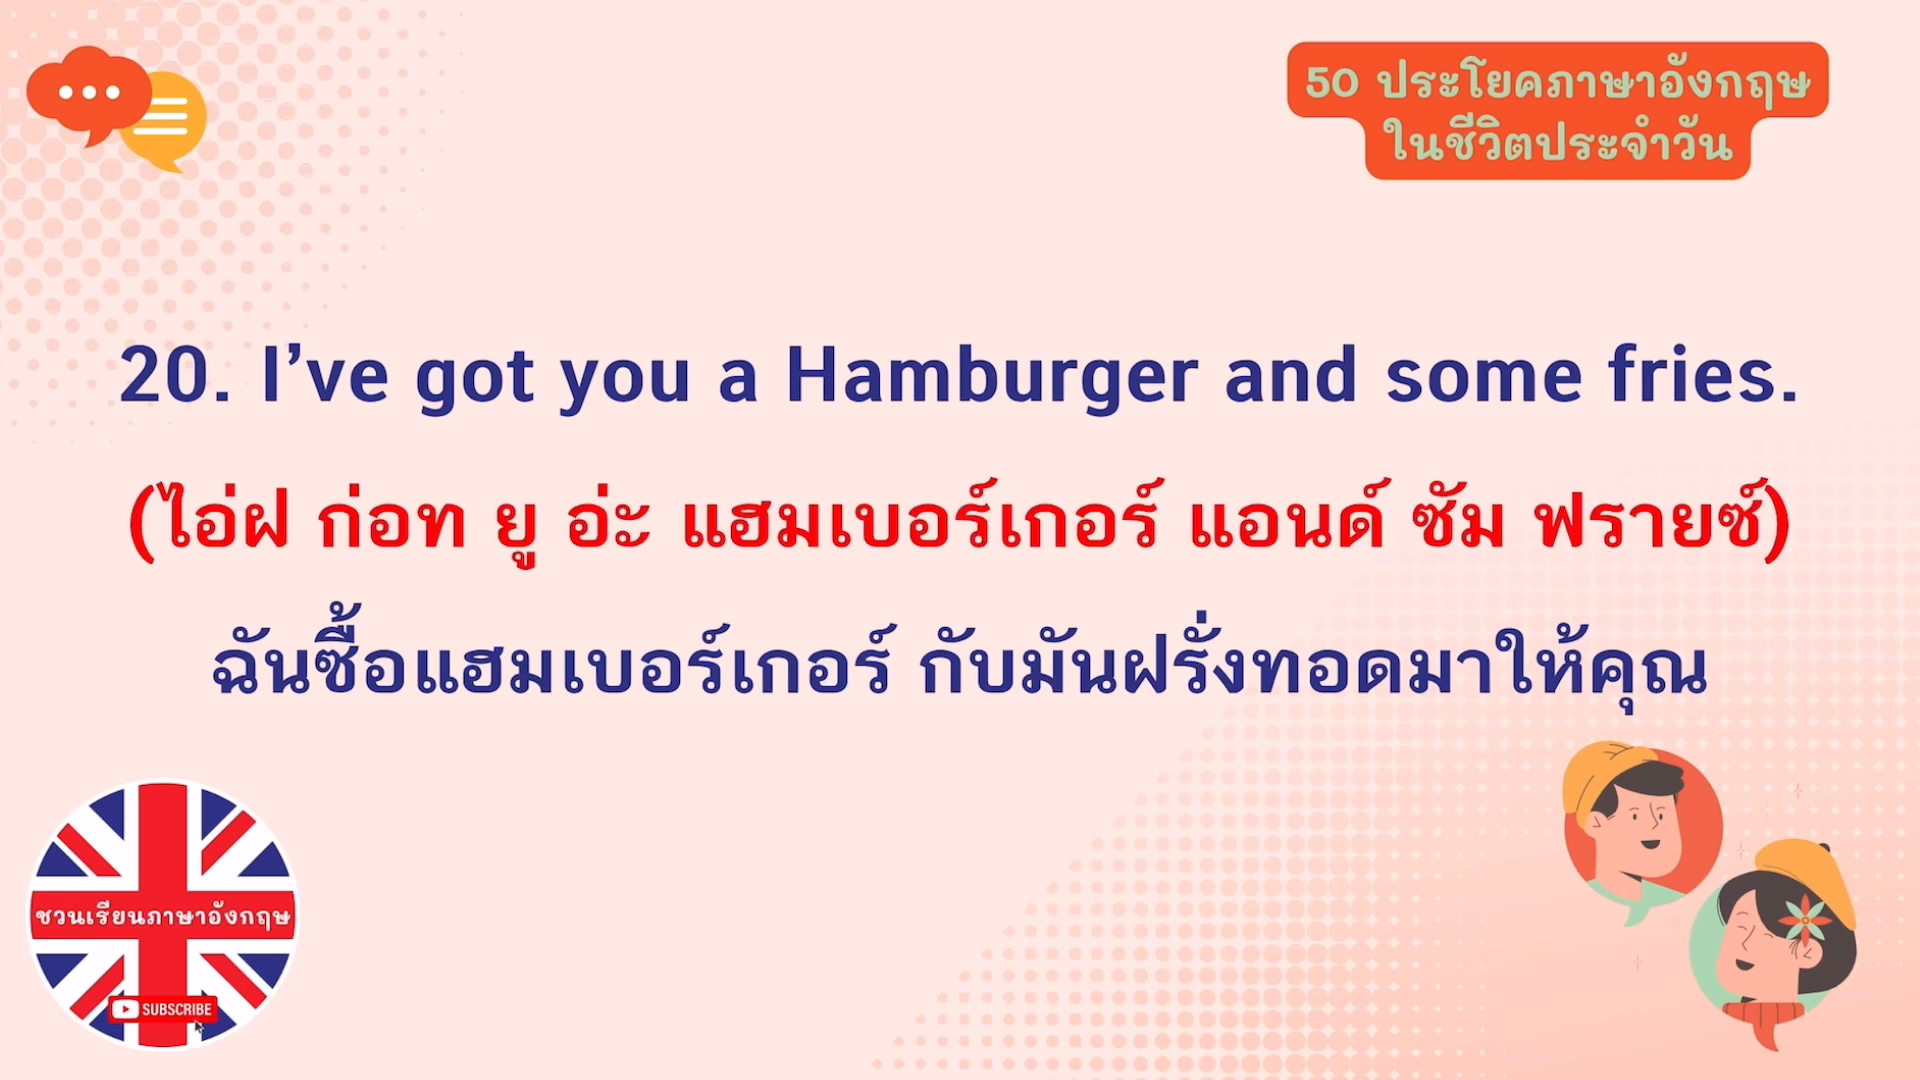 50 ประโยคภาษาอังกฤษ
ในชีวิตประจำวัน
20. I’ve got you a Hamburger and some fries.
(ไอ่ฝ ก่อท ยู อ่ะ แฮมเบอร์เกอร์ แอนด์ ซัม ฟรายซ์)
ฉันซื้อแฮมเบอร์เกอร์ กับมันฝรั่งทอดมาให้คุณ
ชวนเรียนภาษาอังกฤษ
SUBSCRIBE